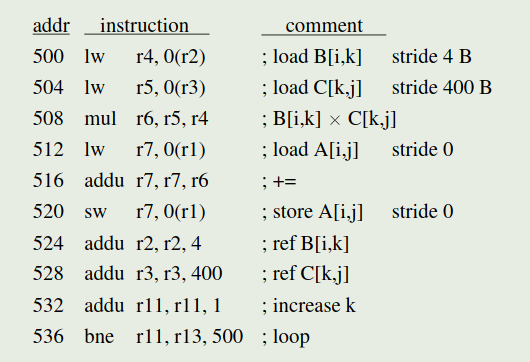 addr instruction comment
500 lw r4, 0(r2) ; load B[i,k] stride 4 B
504 lw r5, 0(r3) ; load C[k,j] stride 400 B
508 mul r6, r5, r4 ; B[i,k] × C[k,j]
512 lw r7, 0(r1) ; load A[i,j] stride 0
516 addu r7, r7, r6 ; +=
520 sw r7, 0(r1) ; store A[i,j] stride 0
524 addu r2, r2, 4 ; ref B[i,k]
528 addu r3, r3, 400 ; ref C[k,j]
532 addu r11, r11, 1 ; increase k
536 bne r11, r13, 500 ; loop